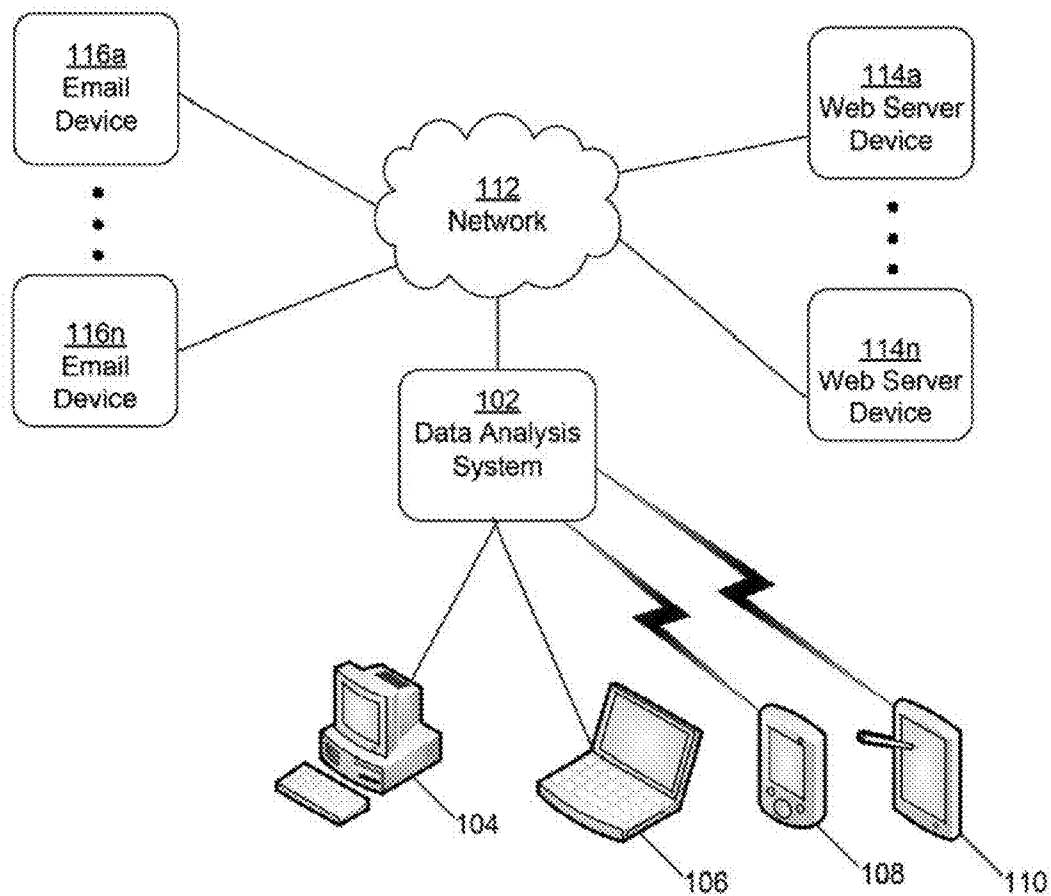 116a
Email
Device
114a
Web Server
Device
112
Network
116n
Email
Device
114n
Web Server
Device
102
Data Analysis
System
104
106
108
110